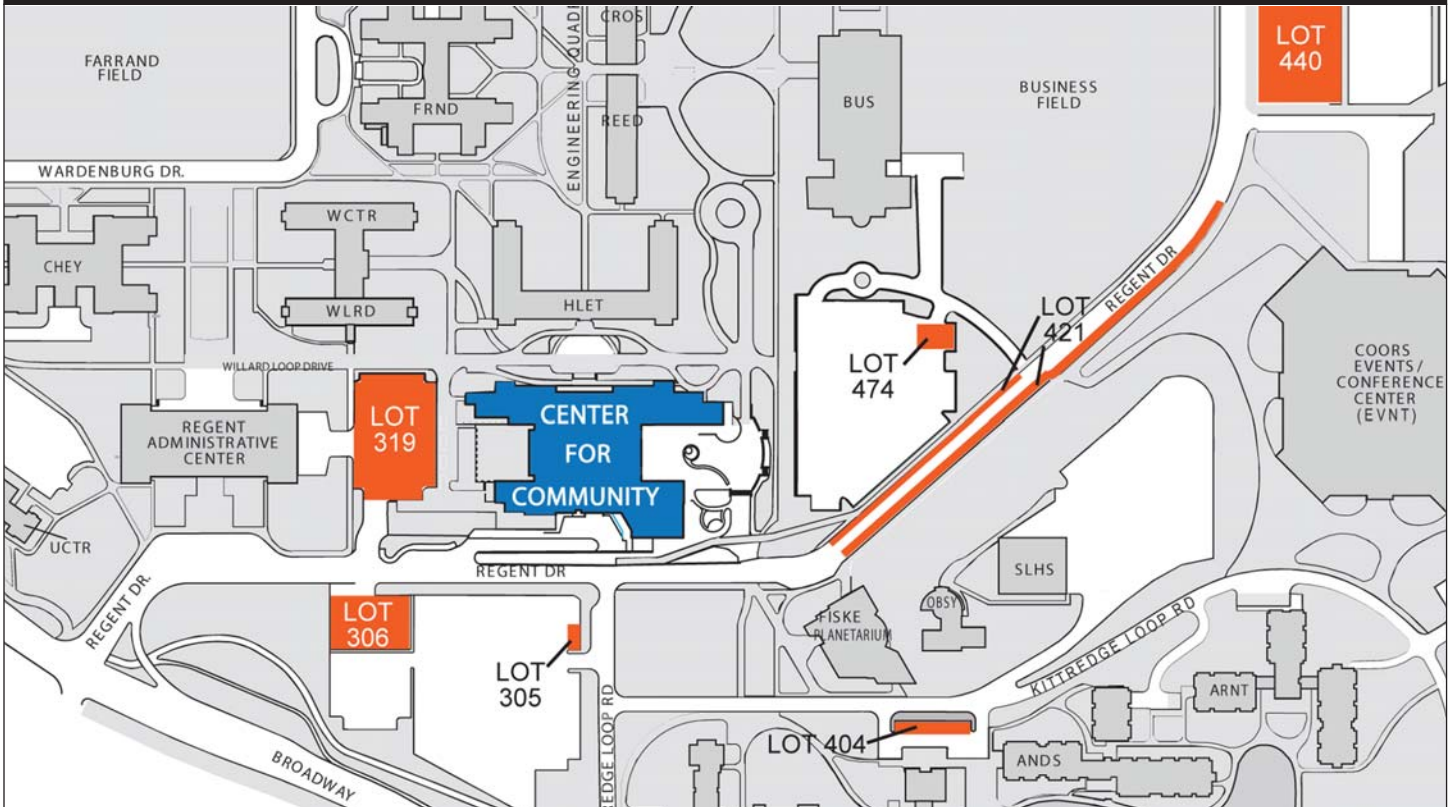 CROS
LOT
440
FARRAND
FIELD
BUSINESS
FIELD
BUS
FRND
REED
ENGINEERING QUAD
WARDENBURG DR.
WCTR
CHEY
WLRD
HLET
REGENT DR
LOT
421
LOT
474
COORS
EVENTS /
CONFERENCE
CENTER
(EVNT)
WILLARD LOOP DRIVE
REGENT
ADMINISTRATIVE
CENTER
LOT
319
CENTER
FOR
COMMUNITY
UCTR
REGENT DR.
REGENT DR
SLHS
OBSY
FISKE
PLANETARIUM
LOT
306
LOT
305
KITTREDGE LOOP RD
ARNT
EDGE LOOP RD
LOT 404
ANDS
BROADWAY